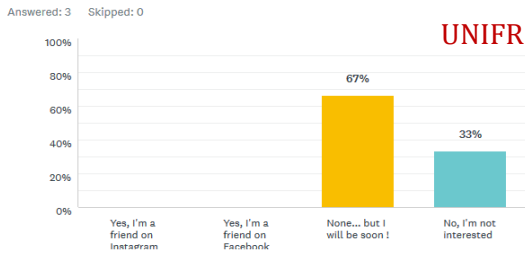 Answered: 3 Skipped: 0
UNIFR
100%
80%
60%
40%
20%
0%
67%
33%
Yes, I'm a
friend on
Instagram
Yes, I'm a
friend on
Facebook
None... but I
will be soon !
No, I'm not
interested